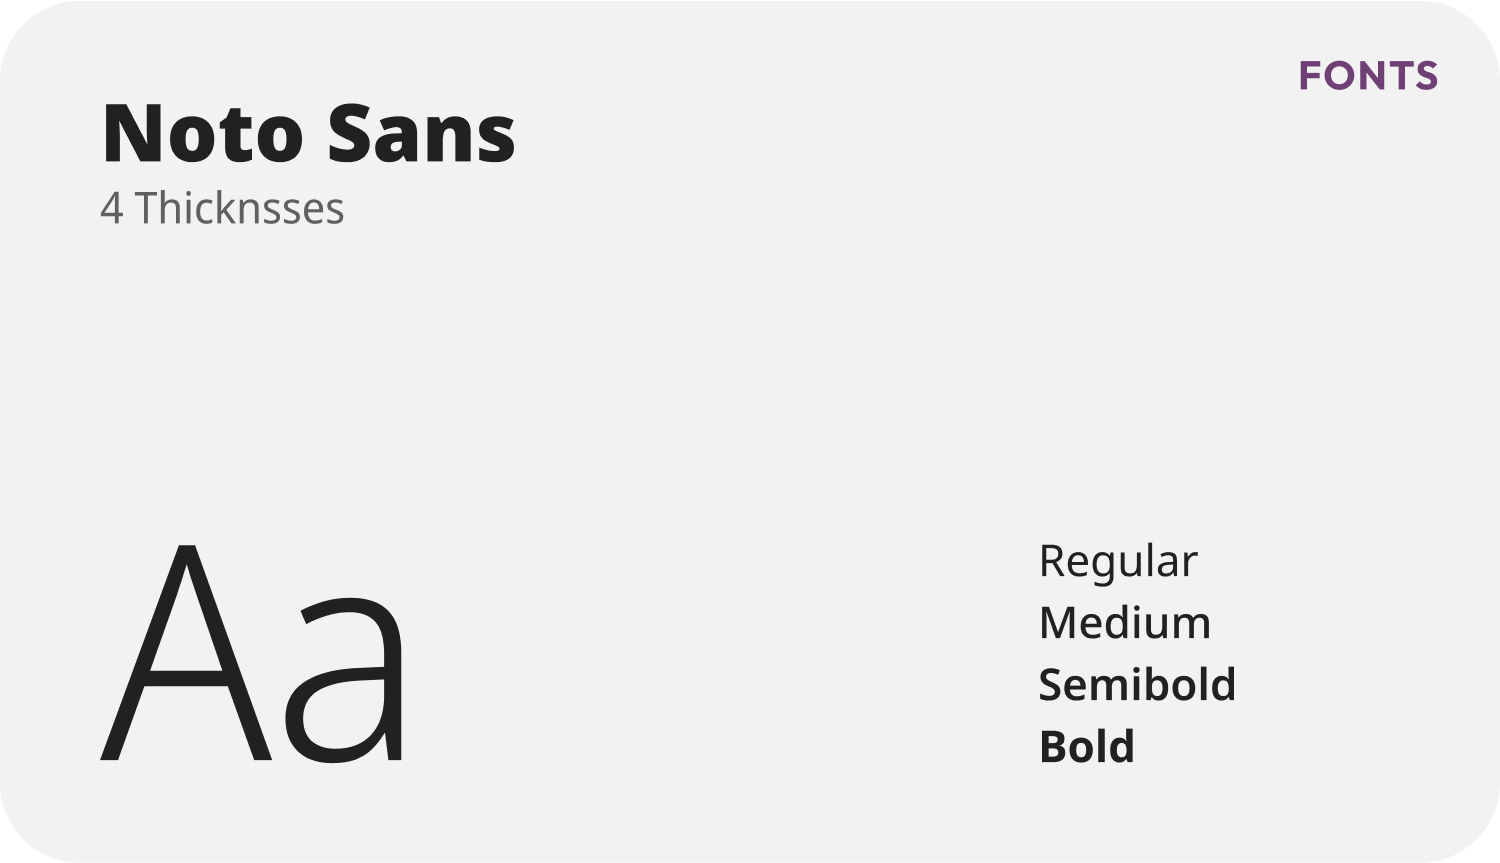 FONTS
Noto Sans
4 Thicknsses
Aa
Regular
Medium
Semibold
Bold